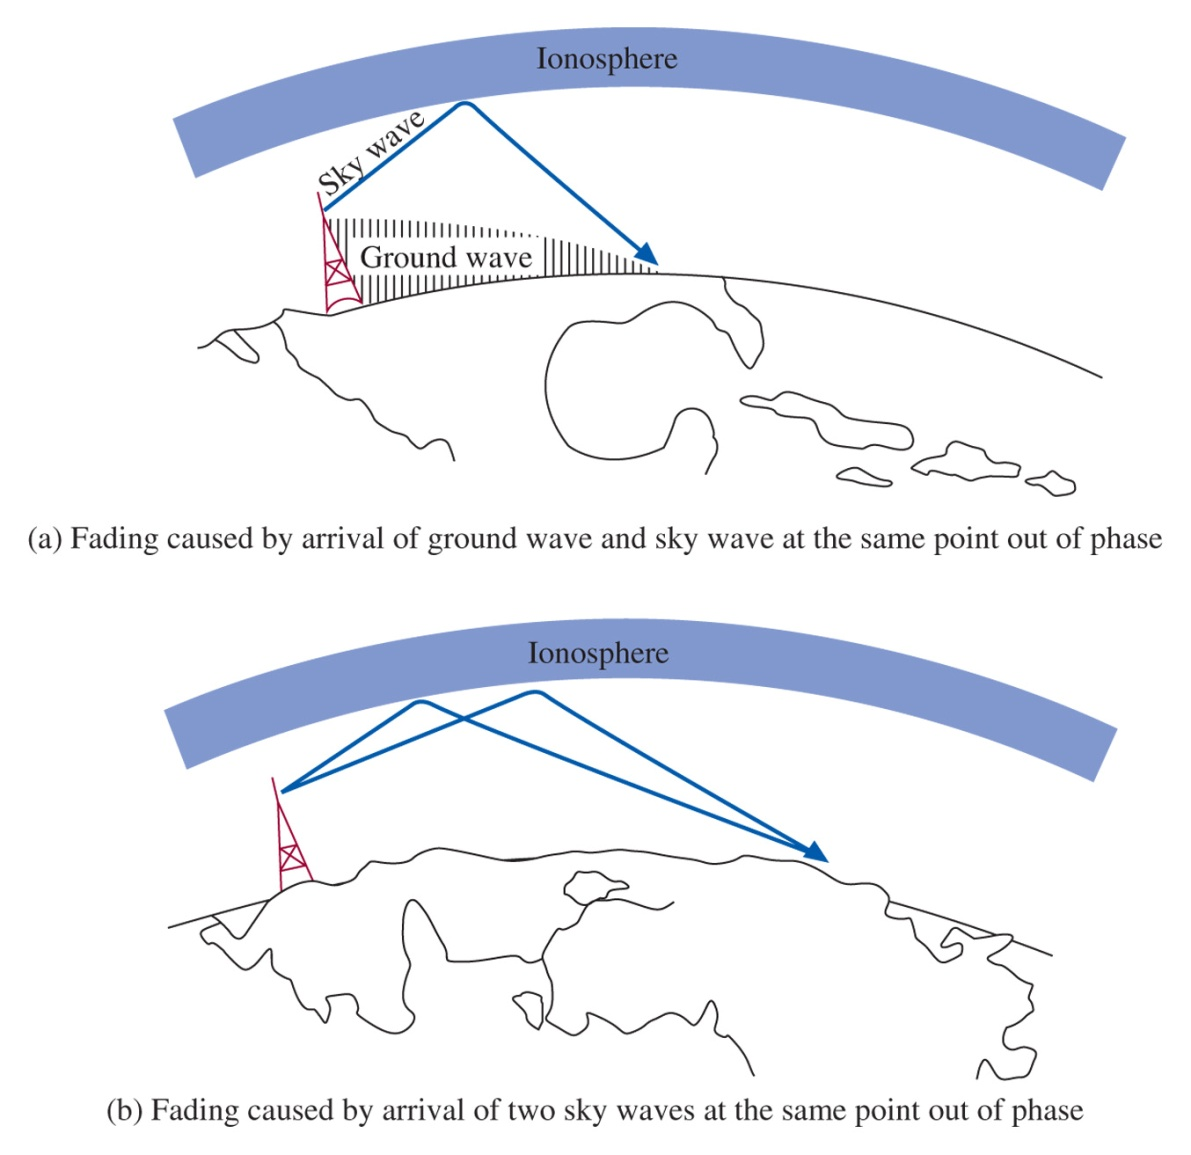 Ionosphere
Sky wave
Ground wave
(a) Fading caused by arrival of ground wave and sky wave at the same point out of phase
Ionosphere
(b) Fading caused by arrival of two sky waves at the same point out of phase